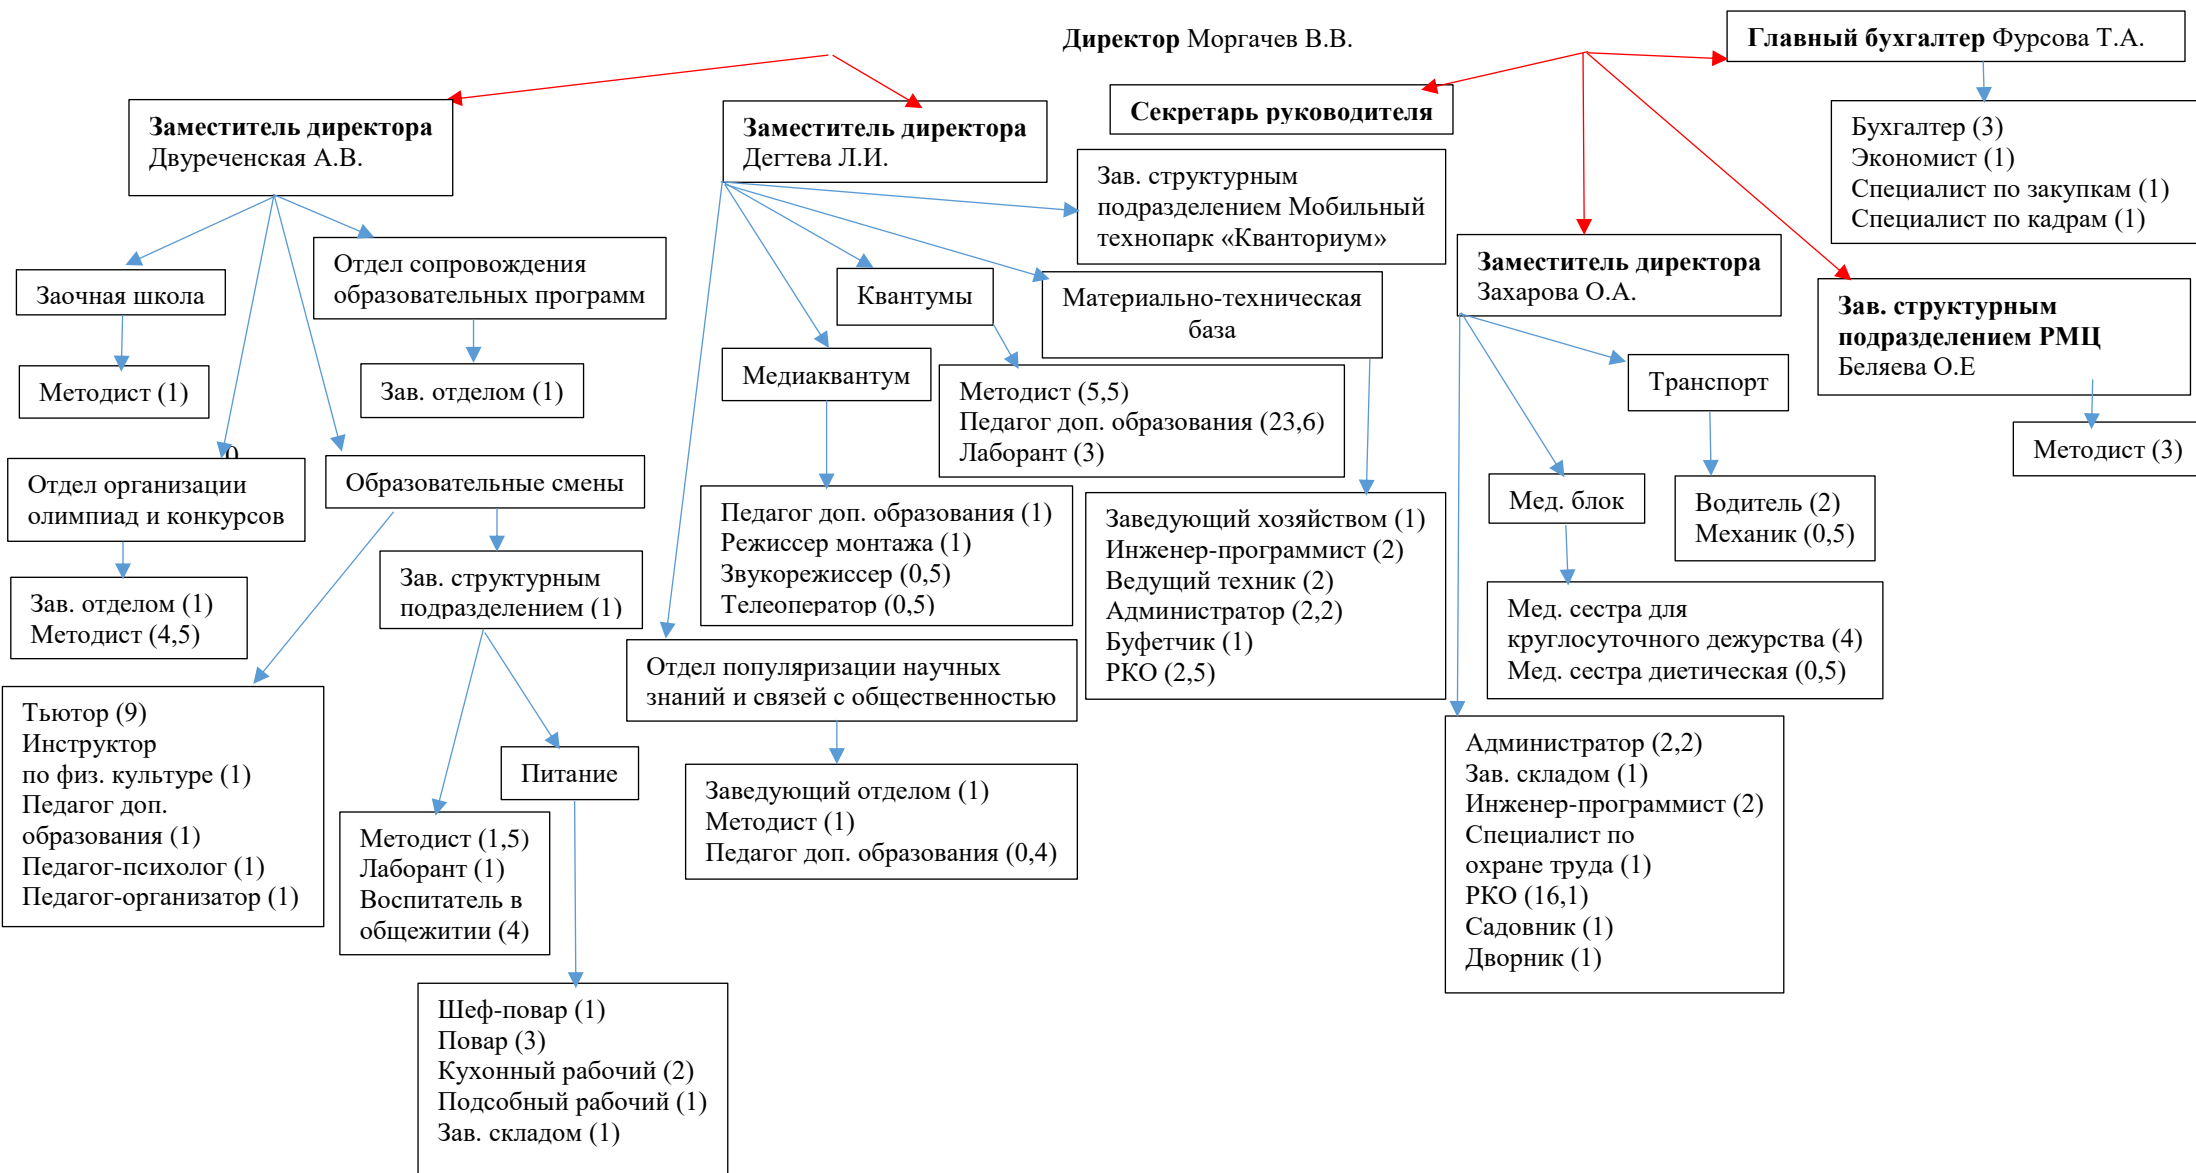 Директор Моргачев В.В.
Главный бухгалтер Фурсова Т.А.
Заместитель директора
Двуреченская А.В.
Заместитель директора
Дегтева Л.И.
Секретарь руководителя
Бухгалтер (3)
Экономист (1)
Специалист по закупкам (1)
Специалист по кадрам (1)
Зав. структурным
подразделением Мобильный
технопарк «Кванториум»
Заместитель директора
Захарова О.А.
Зав. структурным
подразделением РМЦ
Беляева О.Е
Заочная школа
Отдел сопровождения
образовательных программ
Квантумы
Материально-техническая
база
Методист (1)
Зав. отделом (1)
Медиаквантум
Методист (5,5)
Педагог доп. образования (23,6)
Лаборант (3)
Транспорт
Методист (3)
0
Отдел организации
олимпиад и конкурсов
Образовательные смены
Педагог доп. образования (1)
Режиссер монтажа (1)
Звукорежиссер (0,5)
Телеоператор (0,5)
Заведующий хозяйством (1)
Инженер-программист (2)
Ведущий техник (2)
Администратор (2,2)
Буфетчик (1)
РКО (2,5)
Мед. блок
Водитель (2)
Механик (0,5)
Зав. отделом (1)
Методист (4,5)
Зав. структурным
подразделением (1)
Мед. сестра для
круглосуточного дежурства (4)
Мед. сестра диетическая (0,5)
Отдел популяризации научных
знаний и связей с общественностью
Тьютор (9)
Инструктор
по физ. культуре (1)
Педагог доп.
образования (1)
Педагог-психолог (1)
Педагог-организатор (1)
Питание
Заведующий отделом (1)
Методист (1)
Педагог доп. образования (0,4)
Администратор (2,2)
Зав. складом (1)
Инженер-программист (2)
Специалист по
охране труда (1)
РКО (16,1)
Садовник (1)
Дворник (1)
Методист (1,5)
Лаборант (1)
Воспитатель в
общежитии (4)
Шеф-повар (1)
Повар (3)
Кухонный рабочий (2)
Подсобный рабочий (1)
Зав. складом (1)